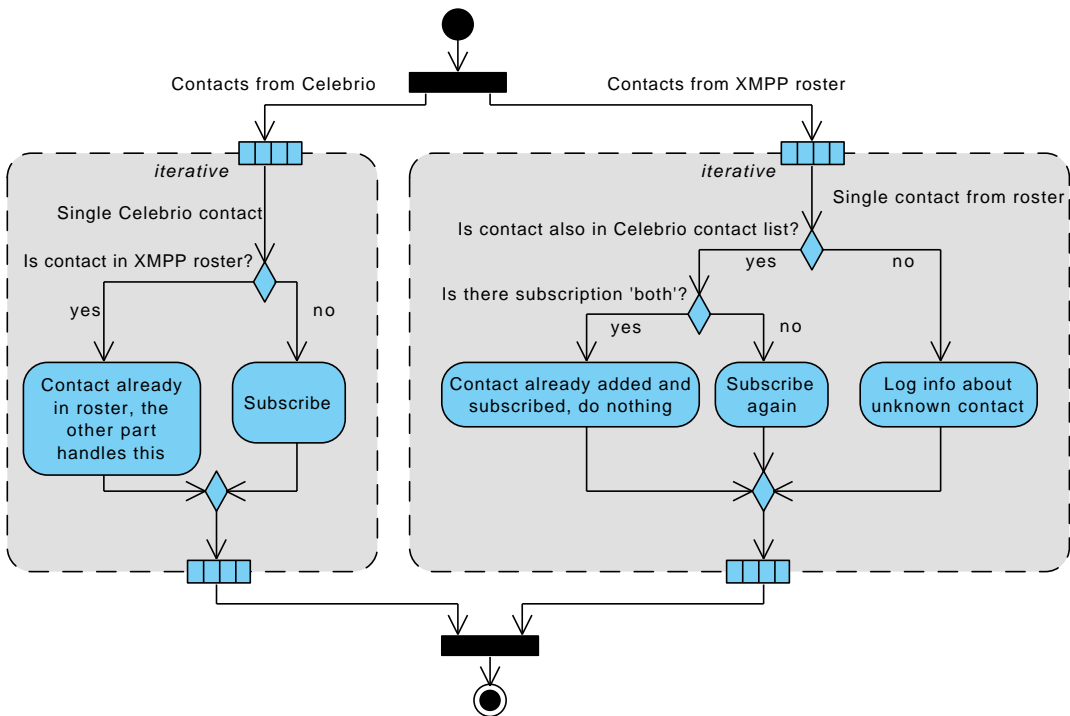 Contacts from Celebrio
Contacts from XMPP roster
iterative
Single Celebrio contact
Is contact in XMPP roster?
yes
no
Contact already
in roster, the
other part
handles this
Subscribe
iterative
Single contact from roster
Is contact also in Celebrio contact list?
yes
no
Is there subscription 'both'?
yes
no
Contact already added and
subscribed, do nothing
Subscribe
again
Log info about
unknown contact